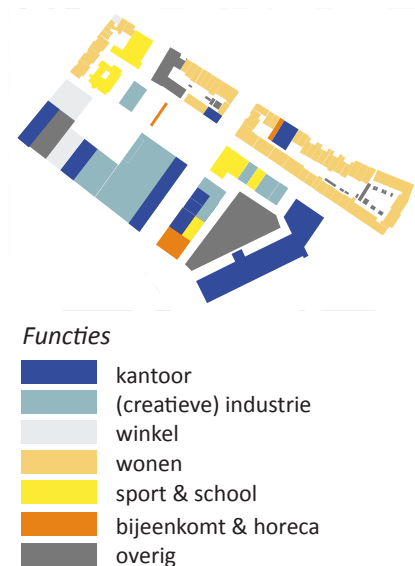 Functies
kantoor
(creatieve) industrie
winkel
wonen
sport & school
bijeenkomt & horeca
overig